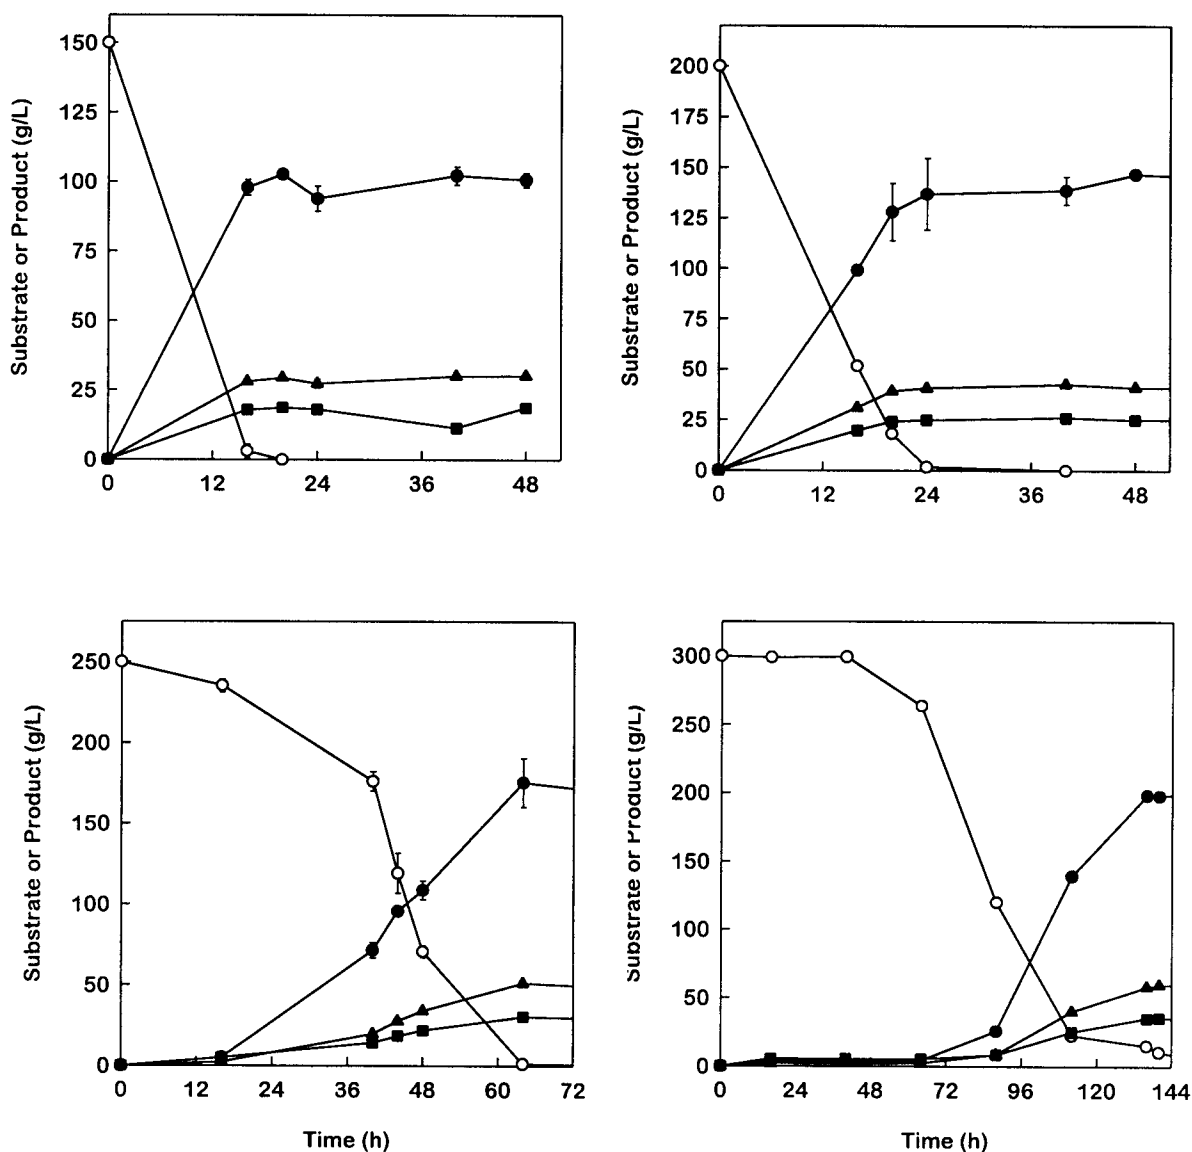 Substrate or Product (g/L)
150
125
100
75
50
25
0
0 12 24 36 48
Substrate or Product (g/L)
200
175
150
125
100
75
50
25
0
0 12 24 36 48
Substrate or Product (g/L)
250
200
150
100
50
0
0 12 24 36 48 60 72
Time (h)
Substrate or Product (g/L)
300
250
200
150
100
50
0
0 24 48 72 96 120 144
Time (h)